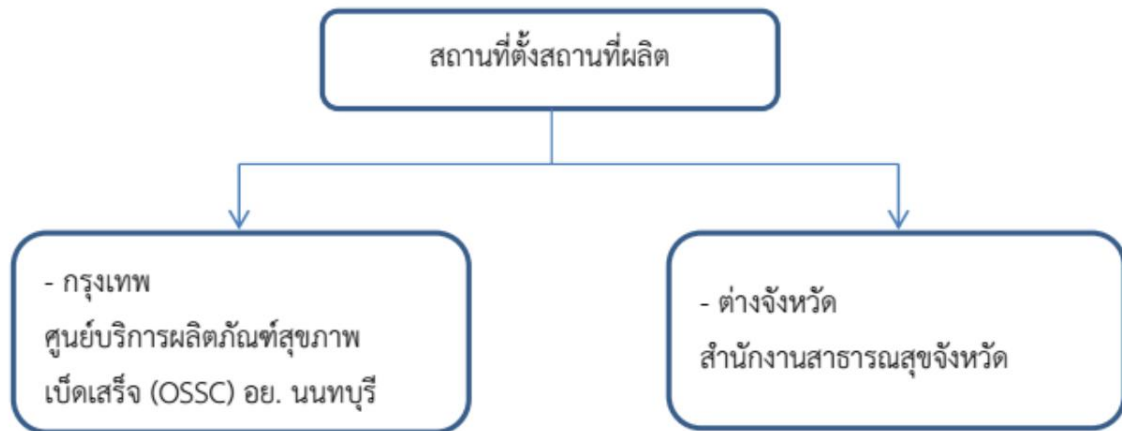 สถานที่ตั้งสถานที่ผลิต
- กรุงเทพ
ศูนย์บริการผลิตภัณฑ์สุขภาพ
เบ็ดเสร็จ (OSSC) อย. นนทบุรี
- ต่างจังหวัด
สำนักงานสาธารณสุขจังหวัด